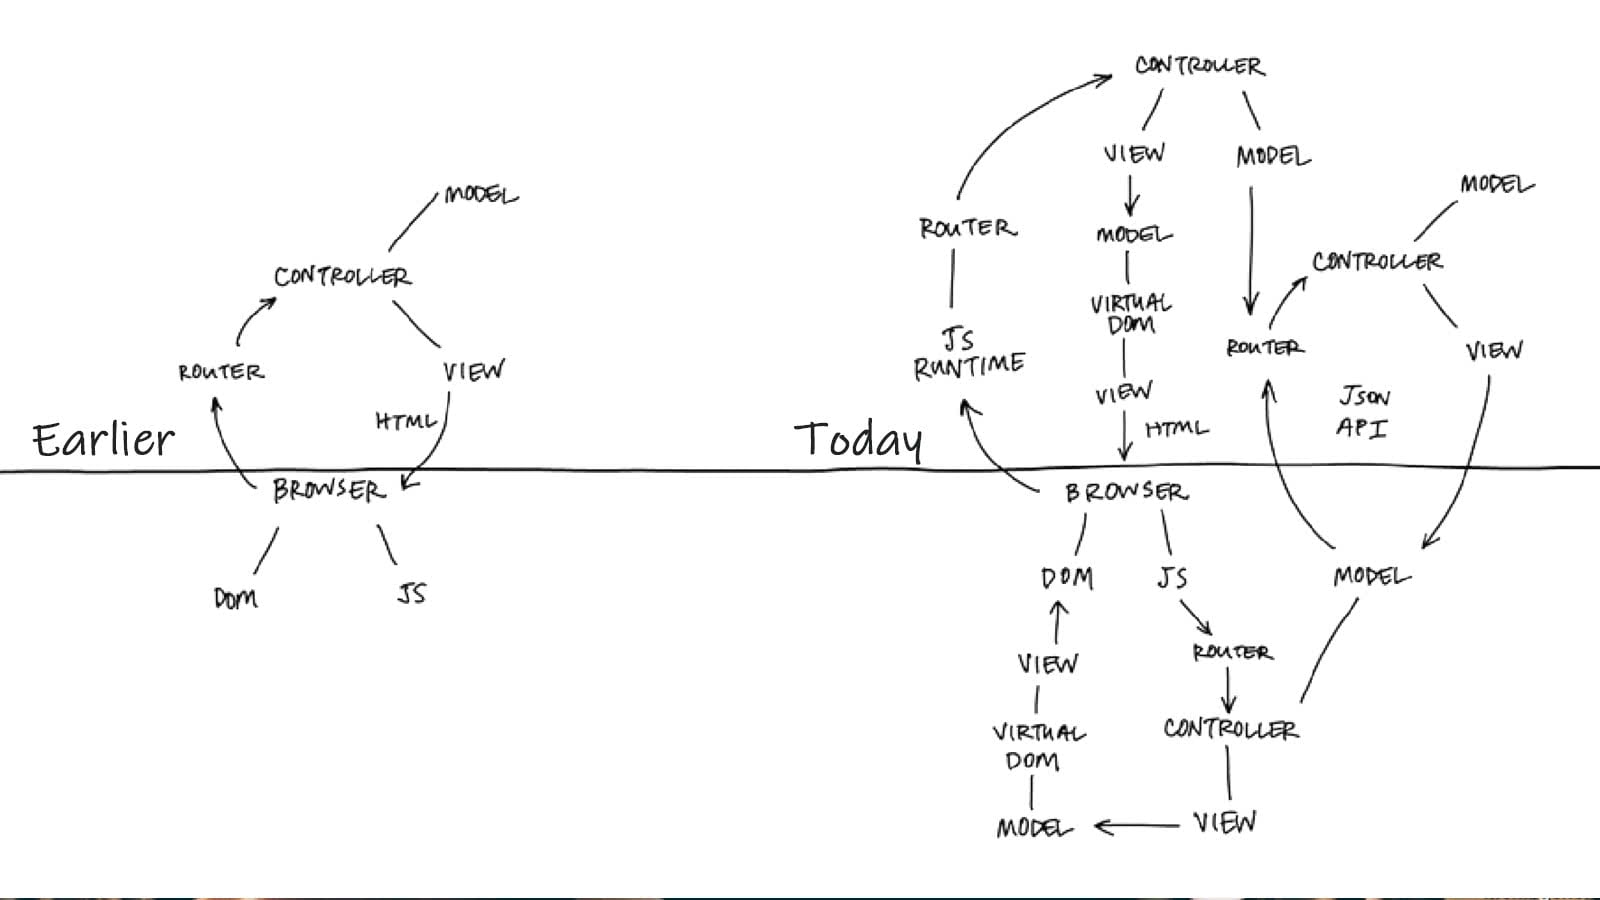 MODEL
CONTROLLER
ROUTER
VIEW
HTML
Earlier
BROWSER
DOM
JS
CONTROLLER
VIEW
MODEL
ROUTER
MODEL
JS
RUNTIME
VIRTUAL
DOM
VIEW
HTML
MODEL
CONTROLLER
ROUTER
VIEW
JSON
API
Today
BROWSER
DOM
JS
MODEL
VIEW
ROUTER
VIRTUAL
DOM
CONTROLLER
MODEL
VIEW